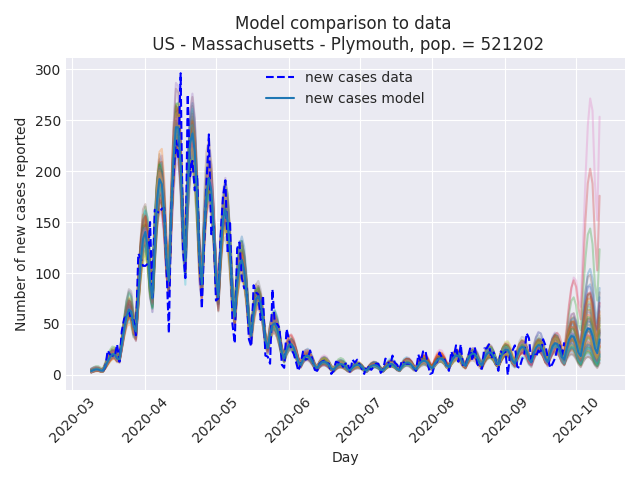 Model comparison to data
US - Massachusetts - Plymouth, pop. = 521202
new cases data
new cases model
Number of new cases reported
300
250
200
150
100
50
0
2020-03
2020-04
2020-05
2020-06
2020-07
2020-08
2020-09
2020-10
Day